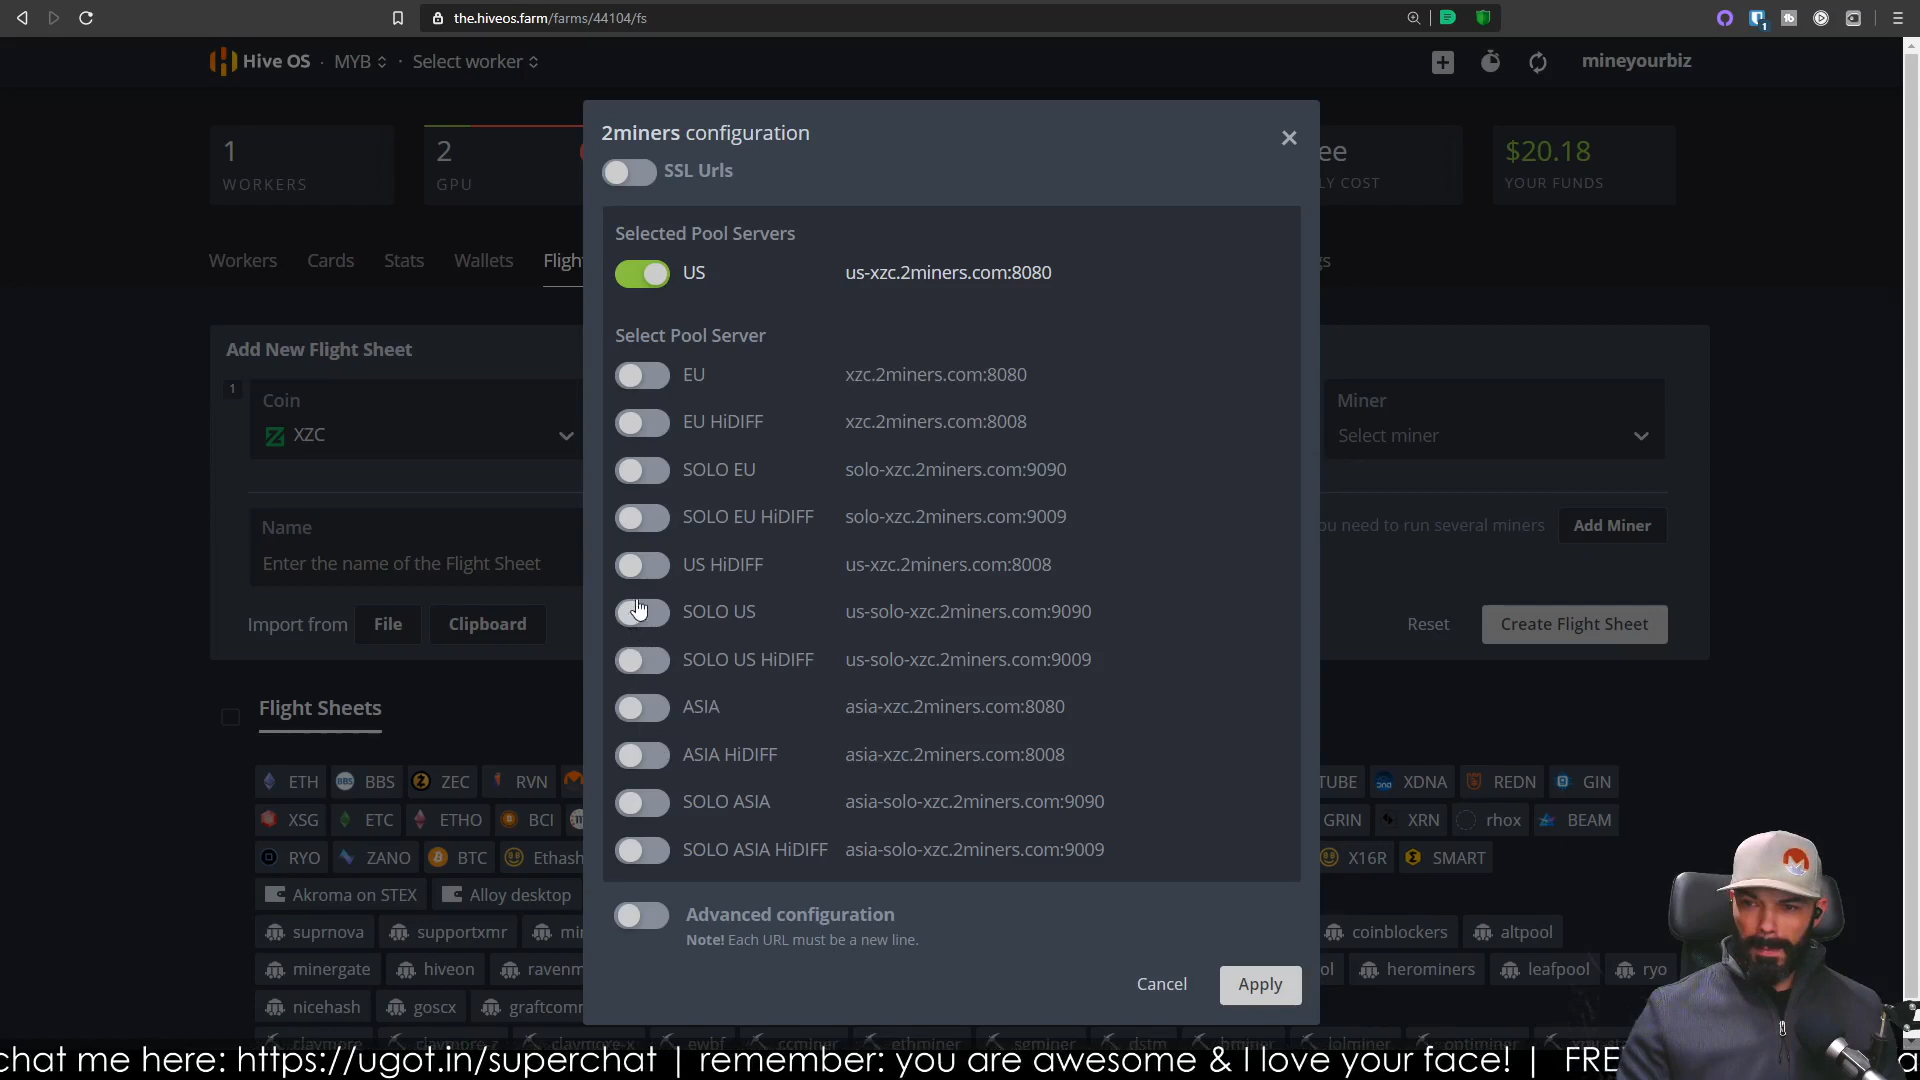 the.hiveos.farm/farms/44104/fs
Hive OS · MYB · Select worker
mineyourbiz
1
WORKERS
2
GPU
ee
LY COST
$20.18
YOUR FUNDS
Workers Cards Stats Wallets Fligh
gs
Add New Flight Sheet
1
Coin
XZC
Miner
Select miner
Name
Enter the name of the Flight Sheet
ou need to run several miners Add Miner
Import from File Clipboard
Reset Create Flight Sheet
2miners configuration
SSL Urls
Selected Pool Servers
US us-xzc.2miners.com:8080
Select Pool Server
EU xzc.2miners.com:8080
EU HiDIFF xzc.2miners.com:8008
SOLO EU solo-xzc.2miners.com:9090
SOLO EU HiDIFF solo-xzc.2miners.com:9009
US HiDIFF us-xzc.2miners.com:8008
SOLO US us-solo-xzc.2miners.com:9090
SOLO US HiDIFF us-solo-xzc.2miners.com:9009
ASIA asia-xzc.2miners.com:8080
ASIA HiDIFF asia-xzc.2miners.com:8008
SOLO ASIA asia-solo-xzc.2miners.com:9090
SOLO ASIA HiDIFF asia-solo-xzc.2miners.com:9009
Advanced configuration
Note! Each URL must be a new line.
Cancel Apply
Flight Sheets
ETH BBS ZEC RVN
TUBE XDNA REDN GIN
XSG ETC ETHO BCI
GRIN XRN rhox BEAM
RYO ZANO BTC Ethash
X16R SMART
Akroma on STEX Alloy desktop
suprnova supportxmr
coinblockers altpool
minergate hiveon ravenm
ol herominers leafpool ryo
nicehash goscx graftcomm
chat me here: https://ugot.in/superchat | remember: you are awesome & I love your face! | FRE